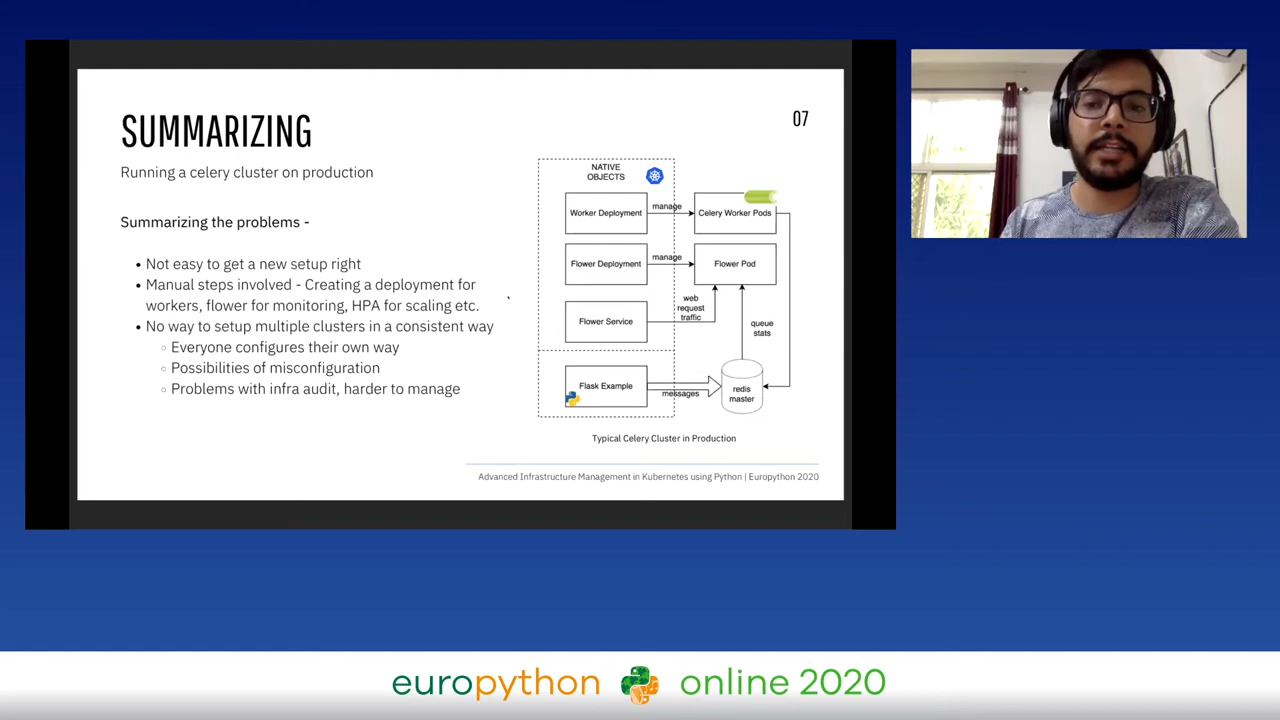 SUMMARIZING
07
Running a celery cluster on production
Summarizing the problems -
• Not easy to get a new setup right
• Manual steps involved - Creating a deployment for
workers, flower for monitoring, HPA for scaling etc.
• No way to setup multiple clusters in a consistent way
○ Everyone configures their own way
○ Possibilities of misconfiguration
○ Problems with infra audit, harder to manage
NATIVE
OBJECTS
Worker Deployment
manage
Celery Worker Pods
Flower Deployment
manage
Flower Pod
Flower Service
web
request
traffic
queue
stats
Flask Example
messages
redis
master
Typical Celery Cluster in Production
Advanced Infrastructure Management in Kubernetes using Python | Europython 2020
europython online 2020